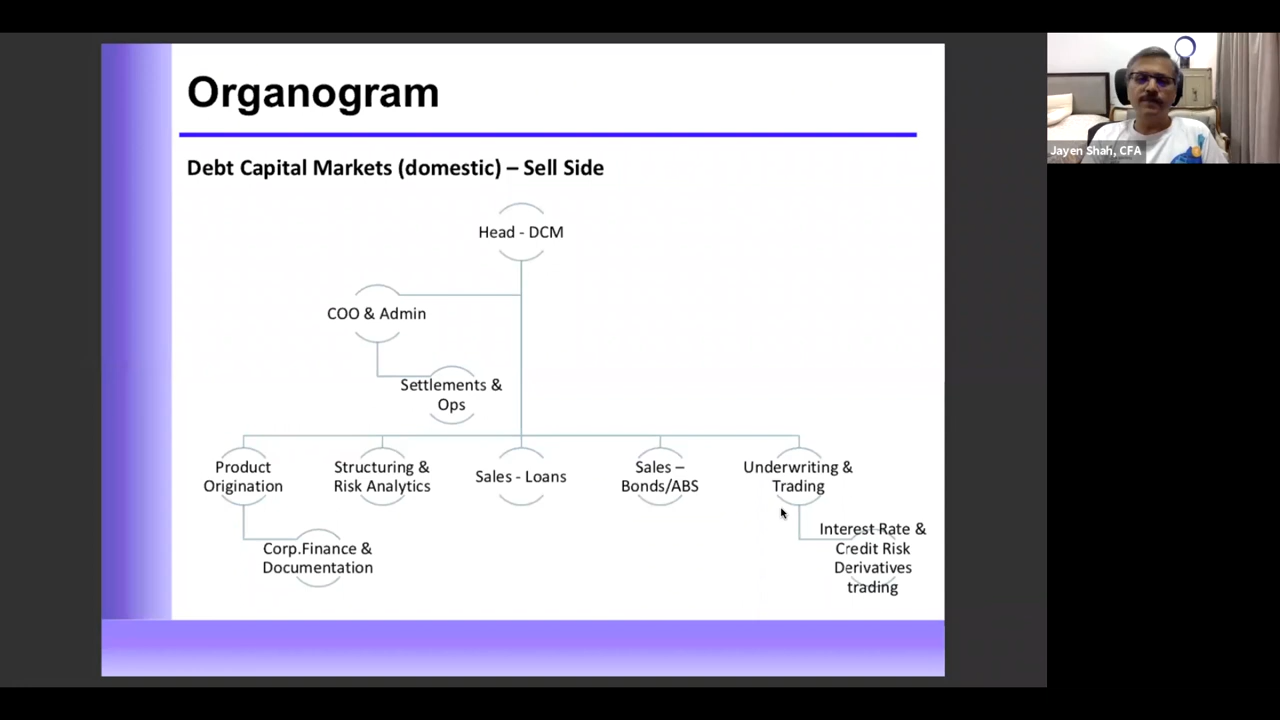 Organogram
Debt Capital Markets (domestic) – Sell Side
Head - DCM
COO & Admin
Settlements &
Ops
Product
Origination
Structuring &
Risk Analytics
Sales - Loans
Sales –
Bonds/ABS
Underwriting &
Trading
Corp.Finance &
Documentation
Interest Rate &
Credit Risk
Derivatives
trading
Jayen Shah, CFA